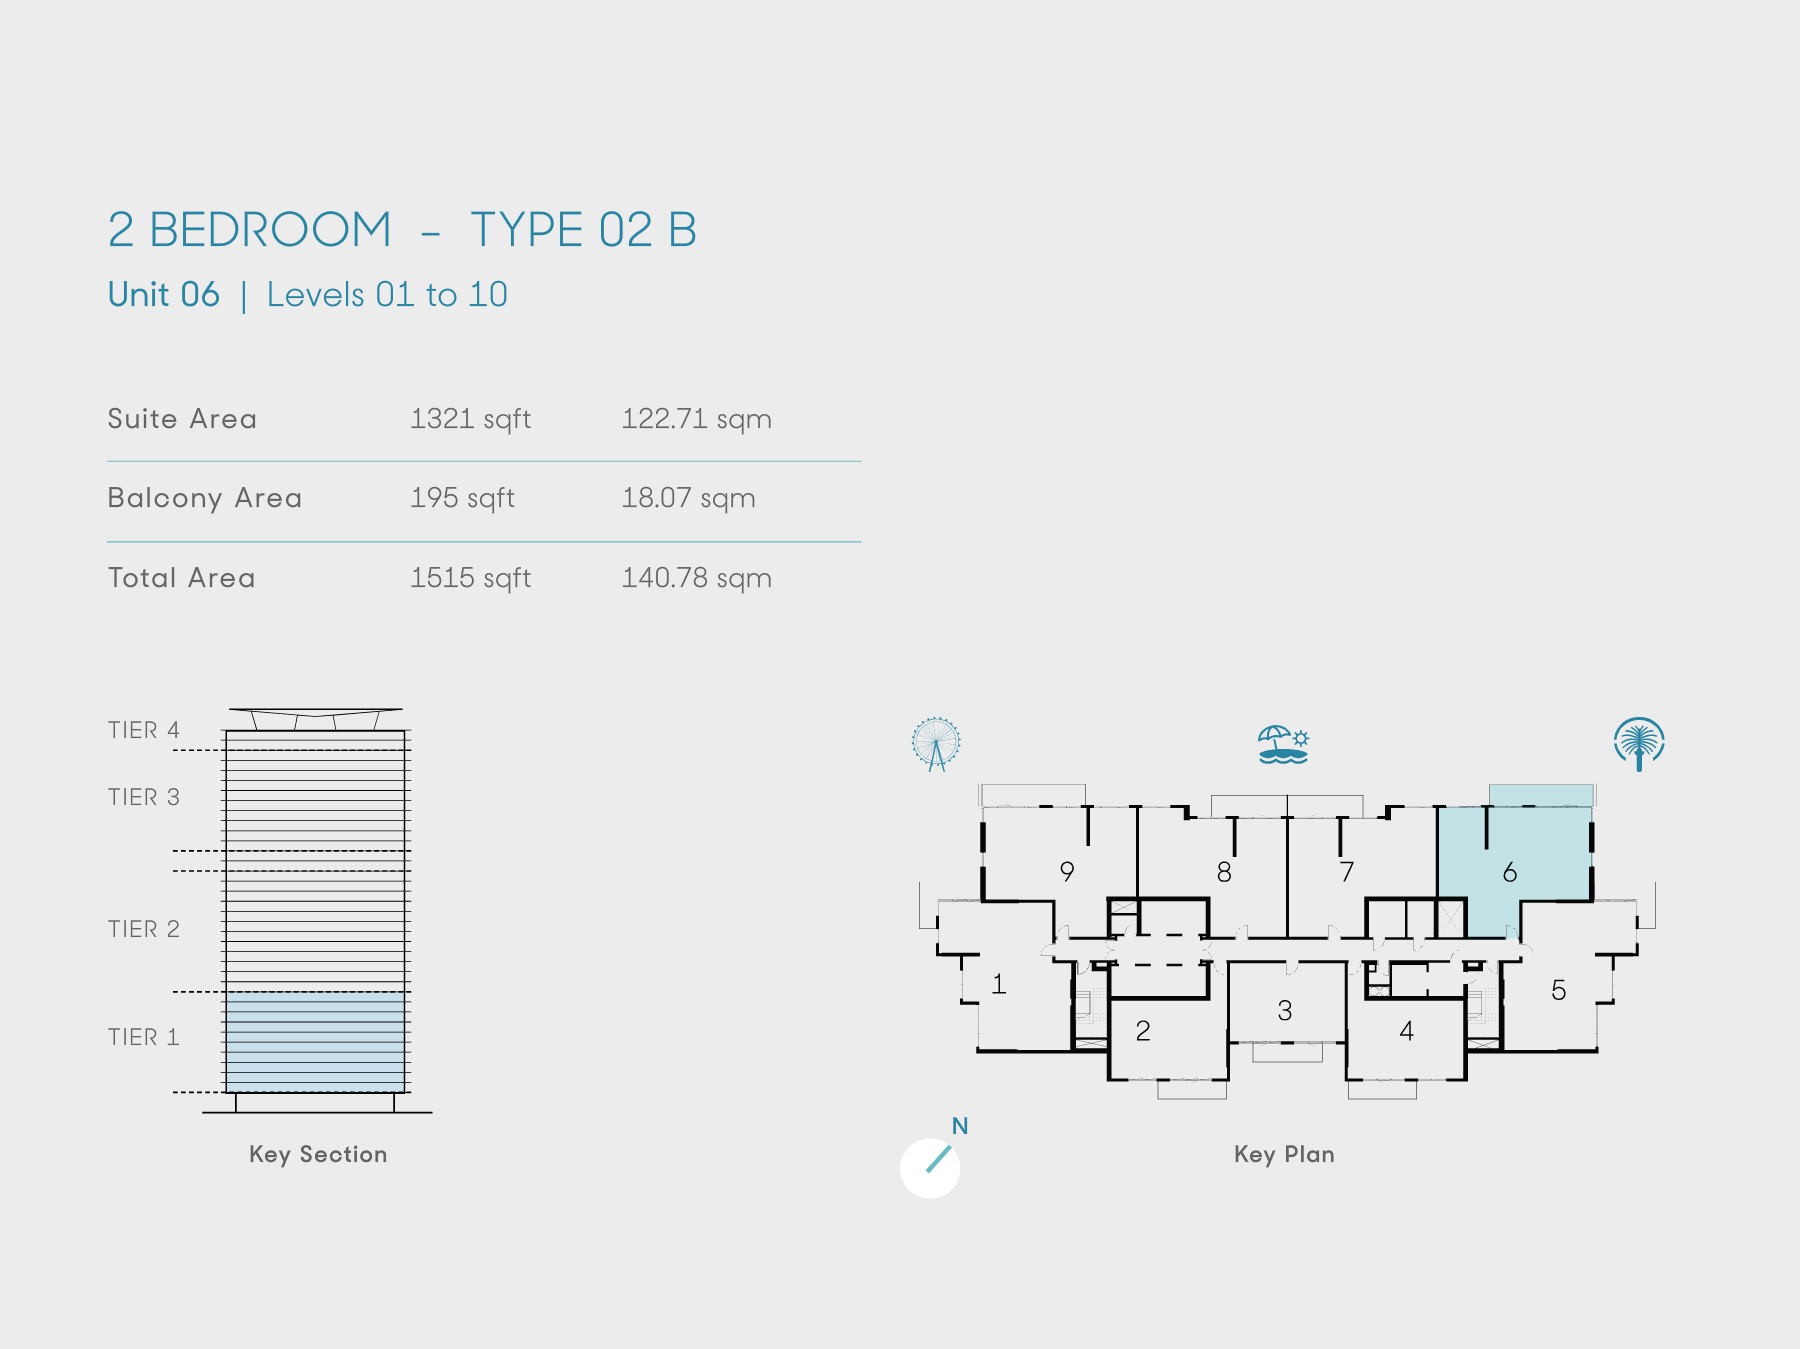 2 BEDROOM – TYPE 02 B
Unit 06 | Levels 01 to 10
Suite Area 1321 sqft 122.71 sqm
Balcony Area 195 sqft 18.07 sqm
Total Area 1515 sqft 140.78 sqm
TIER 4
TIER 3
TIER 2
TIER 1
Key Section
9 8 7 6
1 2 3 4 5
N
Key Plan